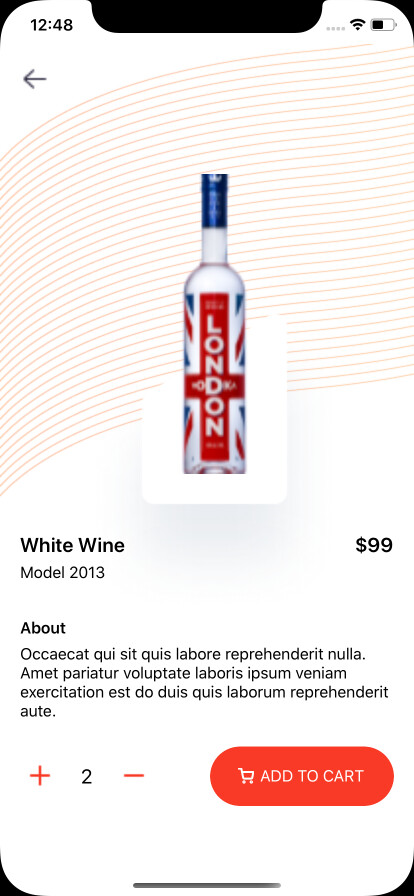 12:48
LONDON
VODKA
White Wine
$99
Model 2013
About
Occaecat qui sit quis labore reprehenderit nulla.
Amet pariatur voluptate laboris ipsum veniam
exercitation est do duis quis laborum reprehenderit
aute.
2
ADD TO CART